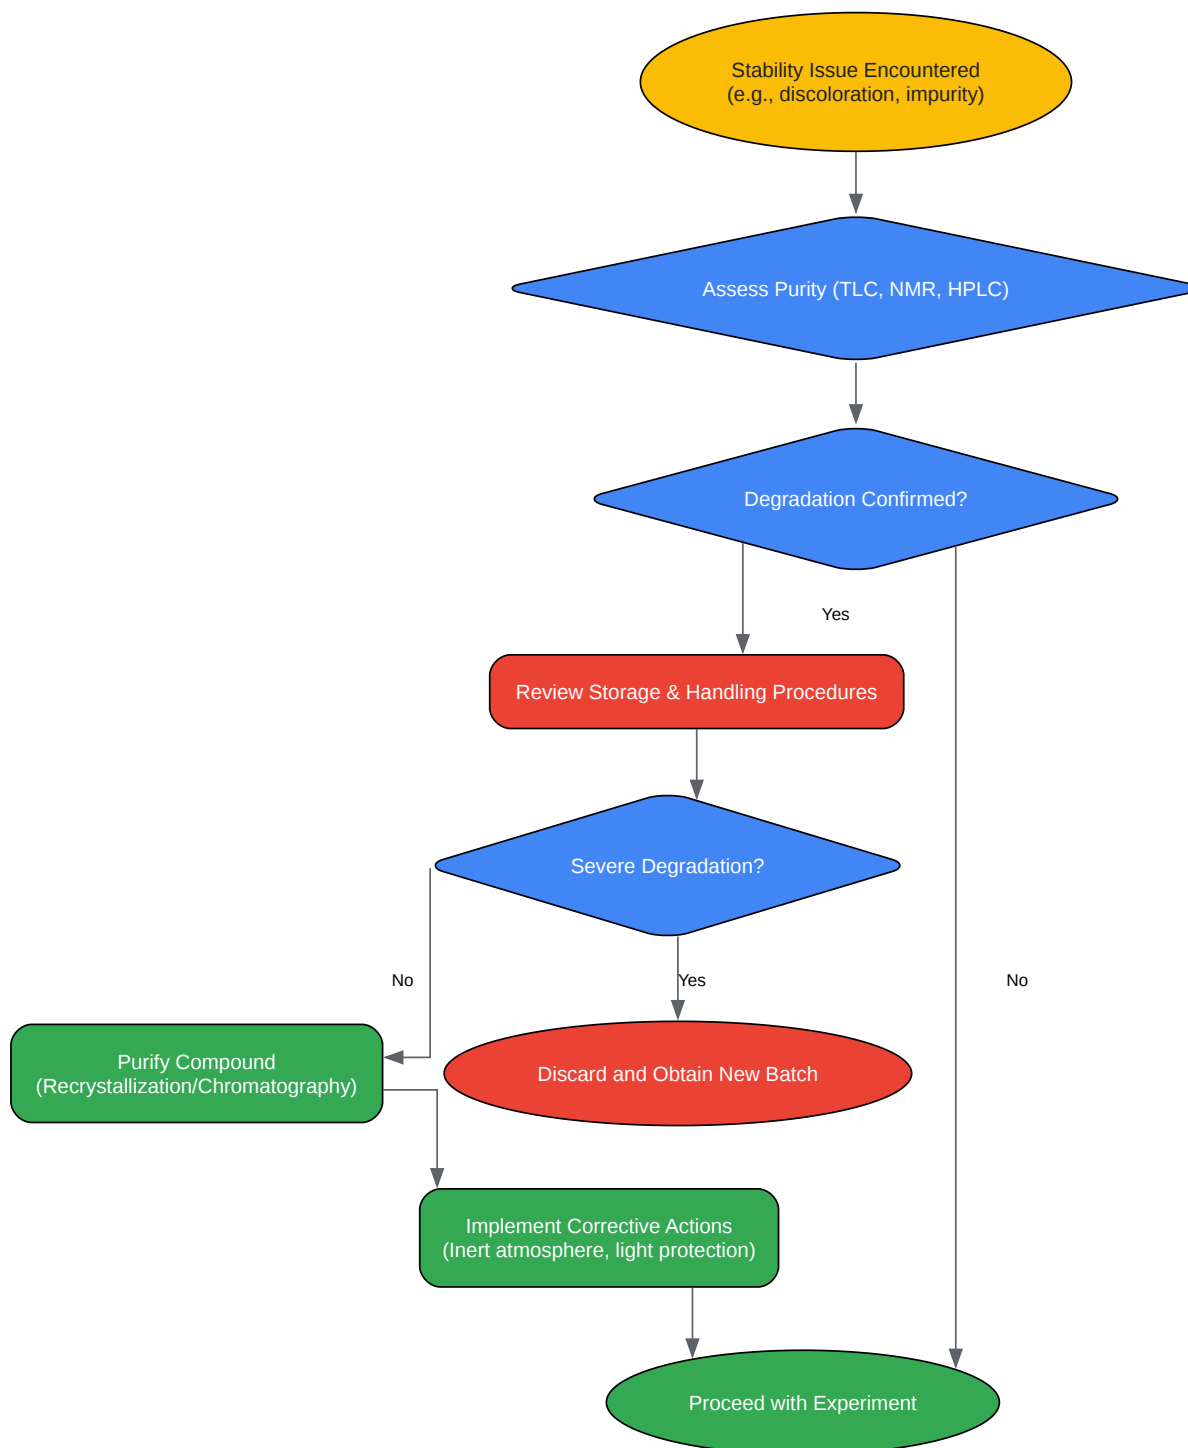 Stability Issue Encountered
(e.g., discoloration, impurity)
Assess Purity (TLC, NMR, HPLC)
Degradation Confirmed?
Yes
Review Storage & Handling Procedures
Severe Degradation?
No
Yes
No
Purify Compound
(Recrystallization/Chromatography)
Discard and Obtain New Batch
Implement Corrective Actions
(Inert atmosphere, light protection)
Proceed with Experiment